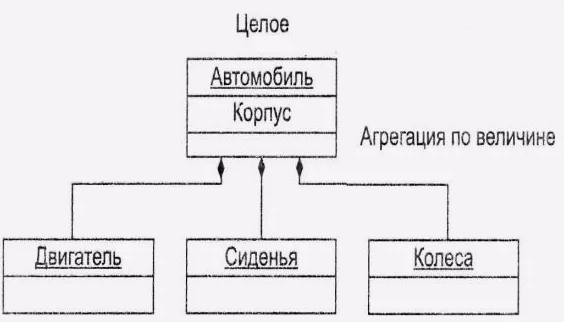 Целое
Автомобиль
Корпус
Агрегация по величине
Двигатель
Сиденья
Колеса